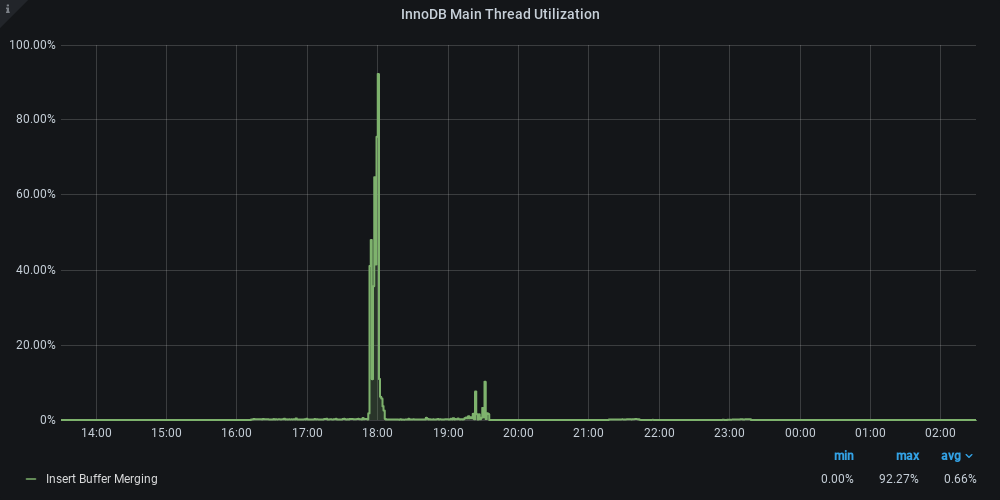 i
InnoDB Main Thread Utilization
100.00%
80.00%
60.00%
40.00%
20.00%
0%
14:00 15:00 16:00 17:00 18:00 19:00 20:00 21:00 22:00 23:00 00:00 01:00 02:00
min max avg
Insert Buffer Merging 0.00% 92.27% 0.66%